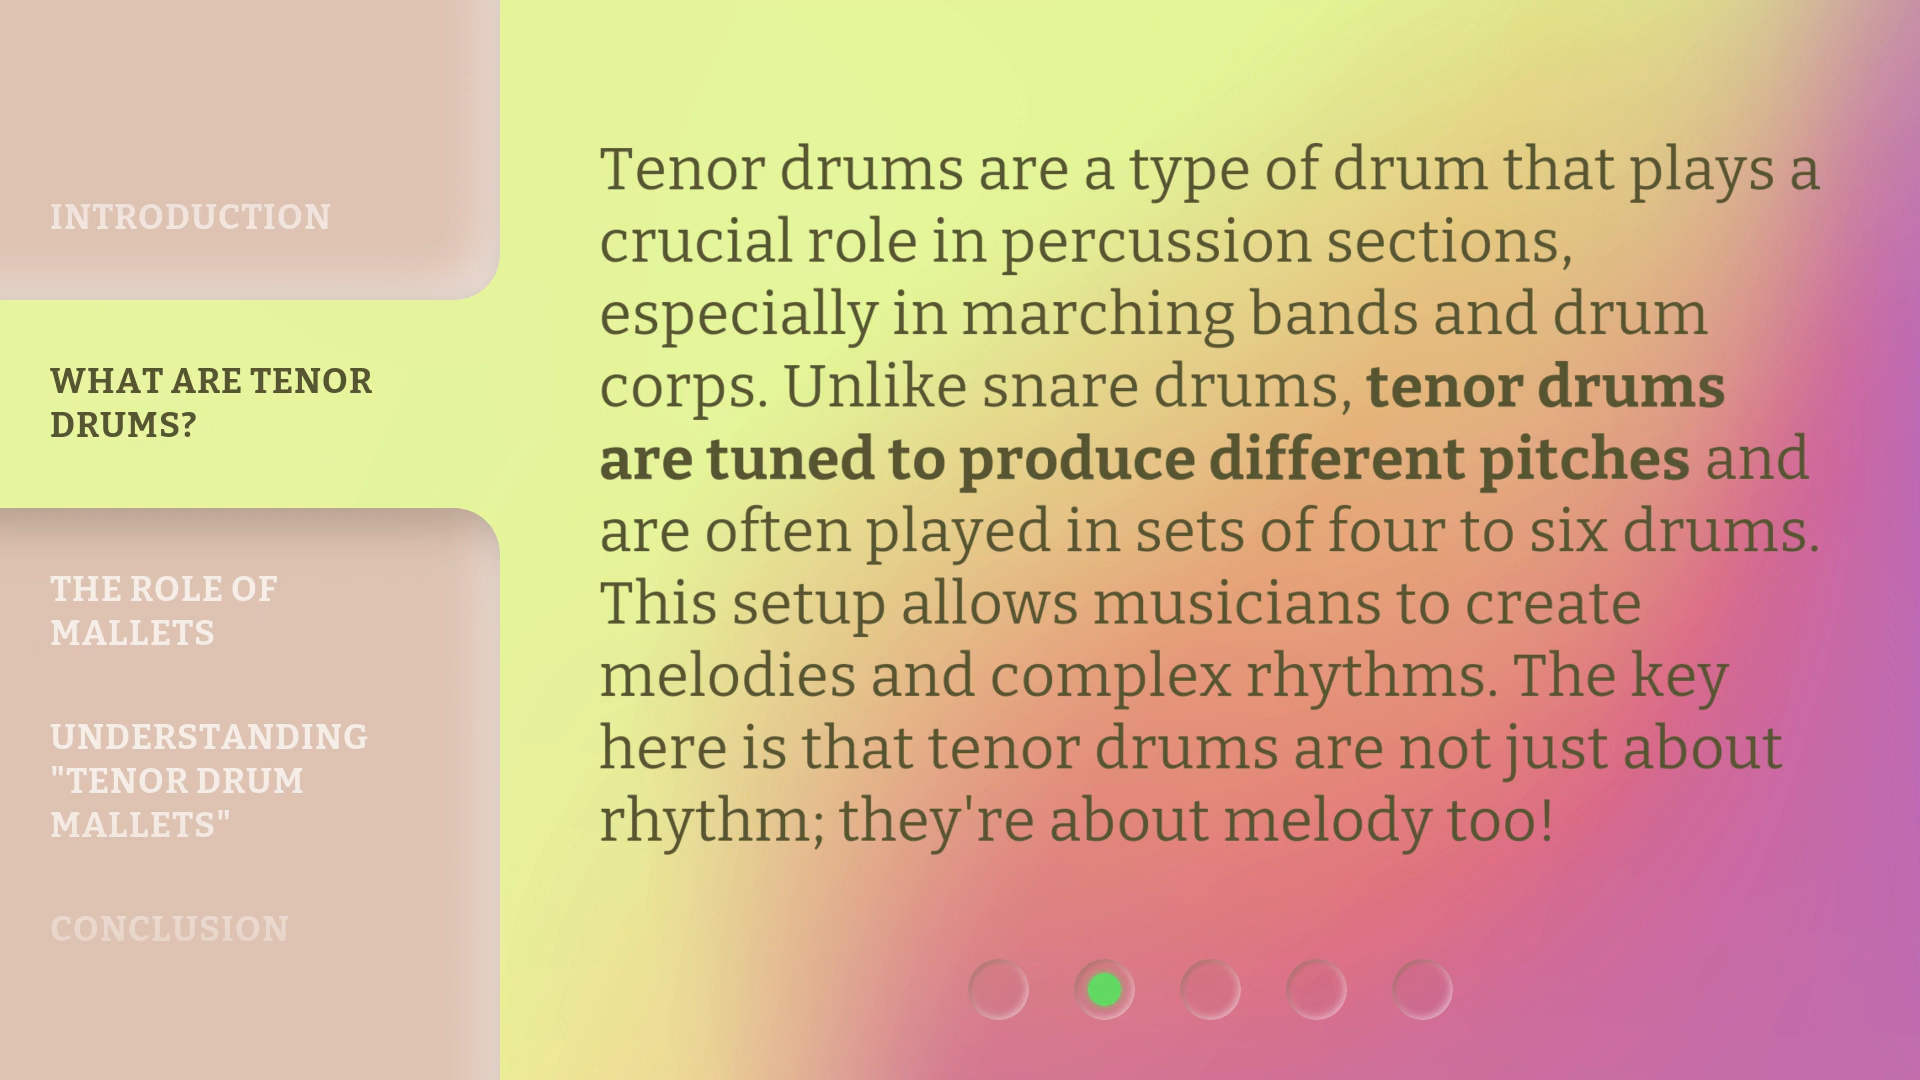 INTRODUCTION
WHAT ARE TENOR
DRUMS?
THE ROLE OF
MALLETS
UNDERSTANDING
"TENOR DRUM
MALLETS"
CONCLUSION
Tenor drums are a type of drum that plays a
crucial role in percussion sections,
especially in marching bands and drum
corps. Unlike snare drums, tenor drums
are tuned to produce different pitches and
are often played in sets of four to six drums.
This setup allows musicians to create
melodies and complex rhythms. The key
here is that tenor drums are not just about
rhythm; they're about melody too!